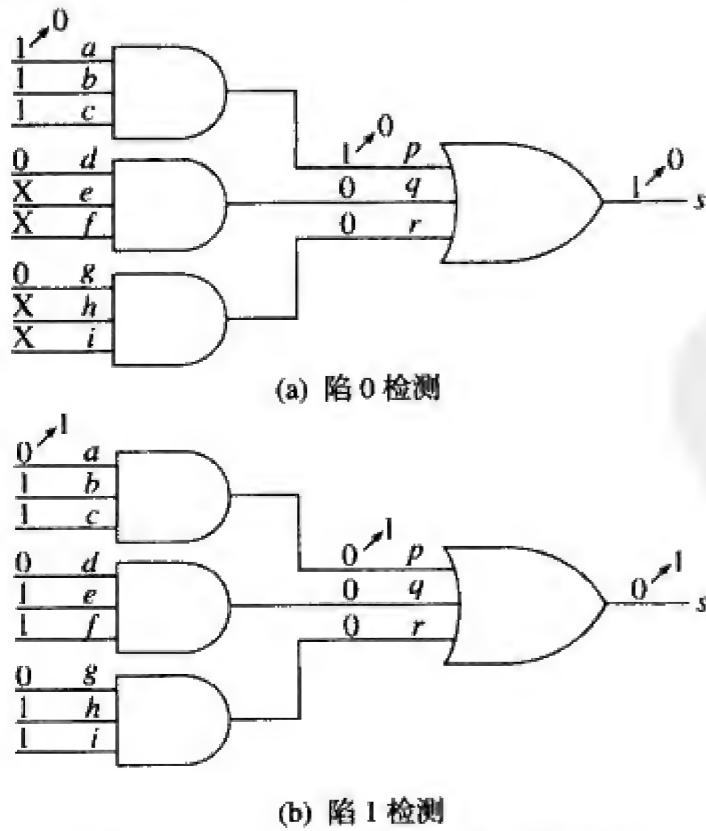 1↗0 a
1 b
1 c
0 d
X e
X f
0 g
X h
X i
1↗0 p
0 q
0 r
1↗0 s
(a) 陷 0 检测
0↗1 a
1 b
1 c
0 d
1 e
1 f
0 g
1 h
1 i
0↗1 p
0 q
0 r
0↗1 s
(b) 陷 1 检测